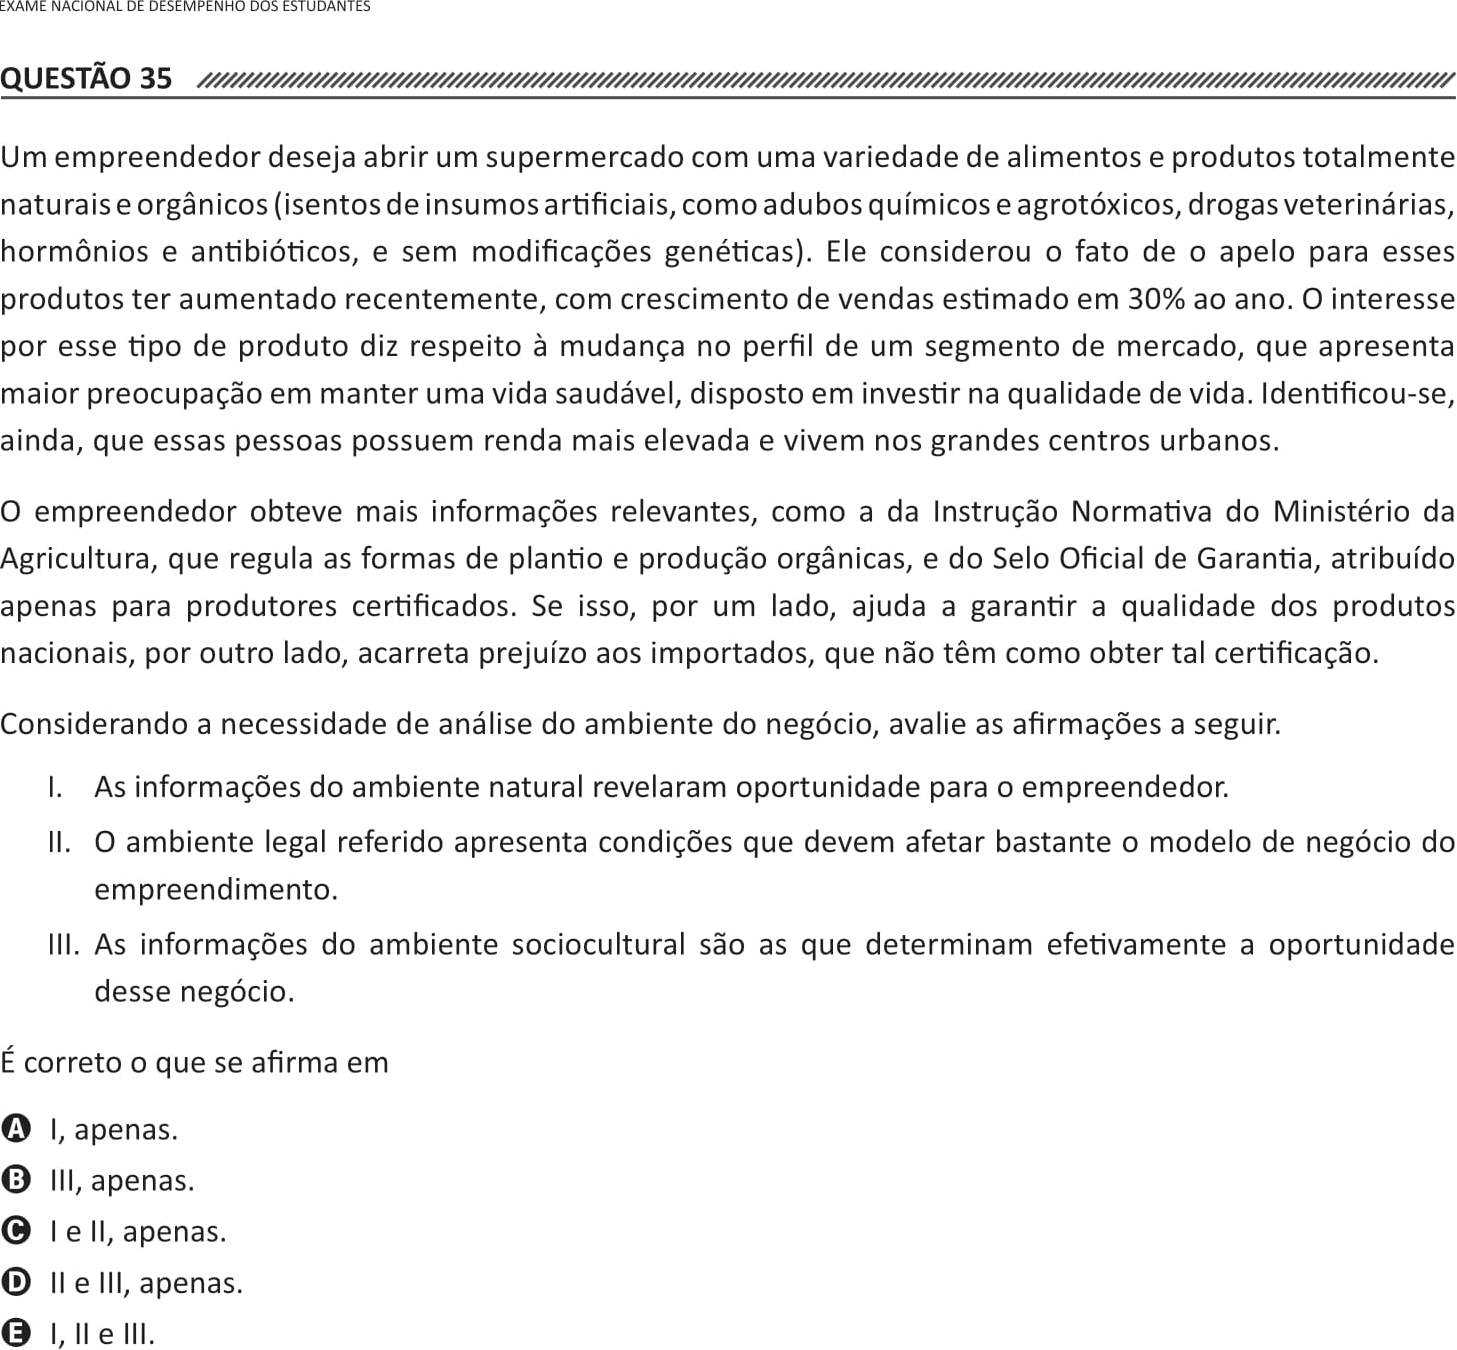 EXAME NACIONAL DE DESEMPENHO DOS ESTUDANTES
QUESTÃO 35
Um empreendedor deseja abrir um supermercado com uma variedade de alimentos e produtos totalmente
naturais e orgânicos (isentos de insumos artificiais, como adubos químicos e agrotóxicos, drogas veterinárias,
hormônios e antibióticos, e sem modificações genéticas). Ele considerou o fato de o apelo para esses
produtos ter aumentado recentemente, com crescimento de vendas estimado em 30% ao ano. O interesse
por esse tipo de produto diz respeito à mudança no perfil de um segmento de mercado, que apresenta
maior preocupação em manter uma vida saudável, disposto em investir na qualidade de vida. Identificou-se,
ainda, que essas pessoas possuem renda mais elevada e vivem nos grandes centros urbanos.
O empreendedor obteve mais informações relevantes, como a da Instrução Normativa do Ministério da
Agricultura, que regula as formas de plantio e produção orgânicas, e do Selo Oficial de Garantia, atribuído
apenas para produtores certificados. Se isso, por um lado, ajuda a garantir a qualidade dos produtos
nacionais, por outro lado, acarreta prejuízo aos importados, que não têm como obter tal certificação.
Considerando a necessidade de análise do ambiente do negócio, avalie as afirmações a seguir.
I. As informações do ambiente natural revelaram oportunidade para o empreendedor.
II. O ambiente legal referido apresenta condições que devem afetar bastante o modelo de negócio do
empreendimento.
III. As informações do ambiente sociocultural são as que determinam efetivamente a oportunidade
desse negócio.
É correto o que se afirma em
A I, apenas.
B III, apenas.
C I e II, apenas.
D II e III, apenas.
E I, II e III.